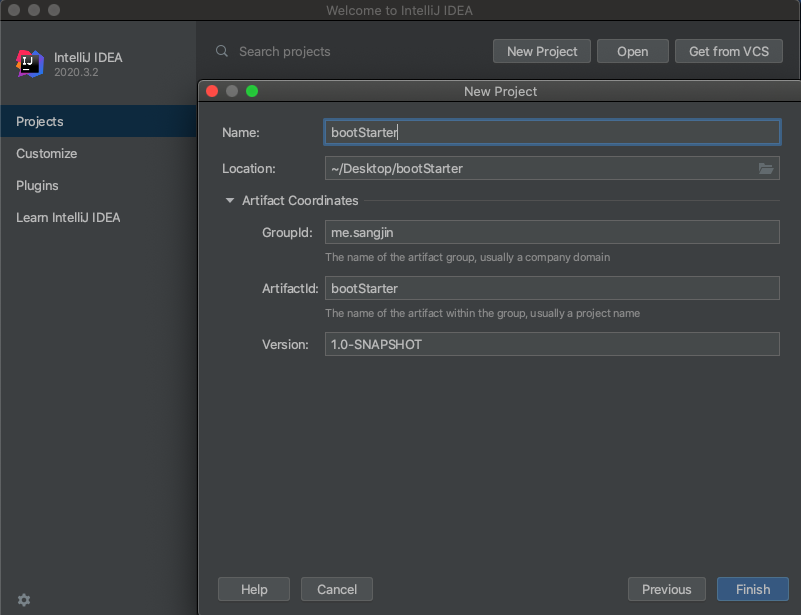 Welcome to IntelliJ IDEA
IJ
IntelliJ IDEA
2020.3.2
Search projects
New Project
Open
Get from VCS
Projects
Customize
Plugins
Learn IntelliJ IDEA
New Project
Name:
bootStarter
Location:
~/Desktop/bootStarter
Artifact Coordinates
GroupId:
me.sangjin
The name of the artifact group, usually a company domain
ArtifactId:
bootStarter
The name of the artifact within the group, usually a project name
Version:
1.0-SNAPSHOT
Help
Cancel
Previous
Finish